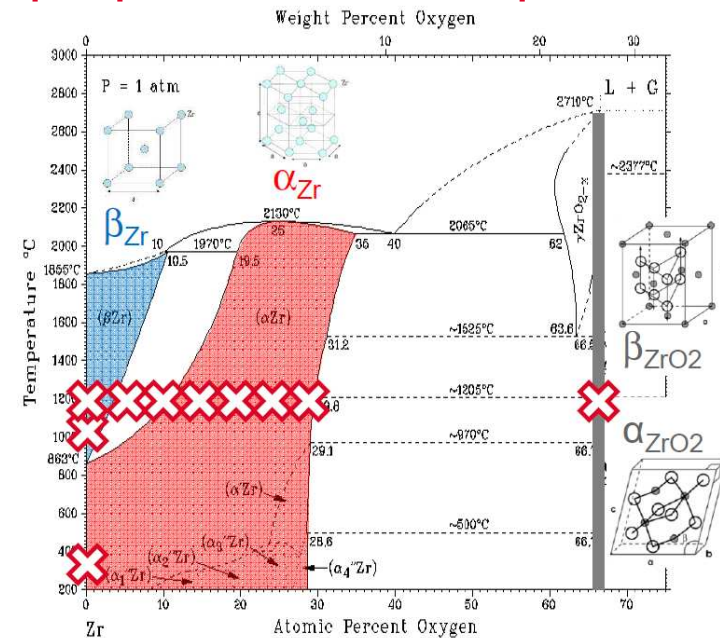 Weight Percent Oxygen
0 10 20 30
3000
P = 1 atm
L + G
2800
2710°C
2600
~2377°C
2400
αZr
γZrO2-x
2200
2130°C
βZr
25
10 1970°C
35 40 2065°C 62
2000
1855°C
10.5 19.5
1800
(βZr) (αZr)
1600
~1525°C 63.6
31.2
βZrO2
1400
~1205°C
1200
αZrO2
1000
~970°C
863°C
29.1
800
(α'Zr)
600
~500°C
28.6
400
(α3"Zr)
(α2"Zr) (α4"Zr)
(α1"Zr)
200
0 10 20 30 40 50 60 70
Zr Atomic Percent Oxygen
Temperature °C